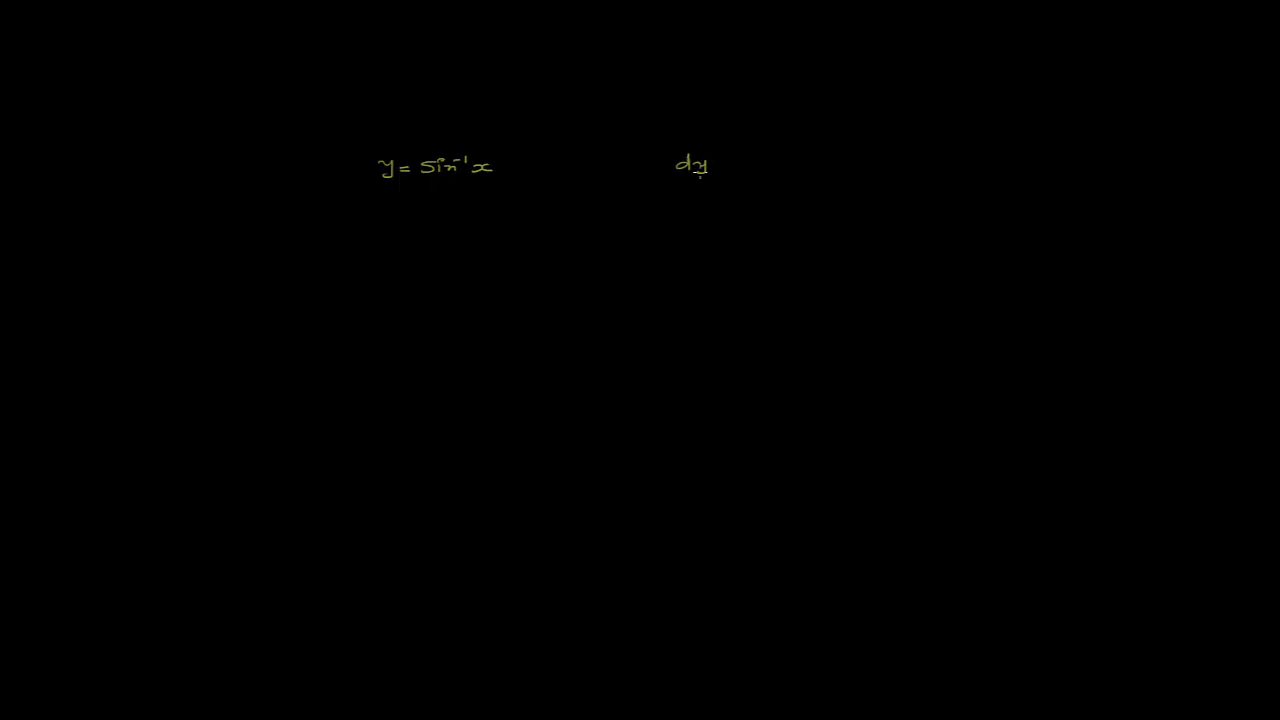 y = sin⁻¹x dy